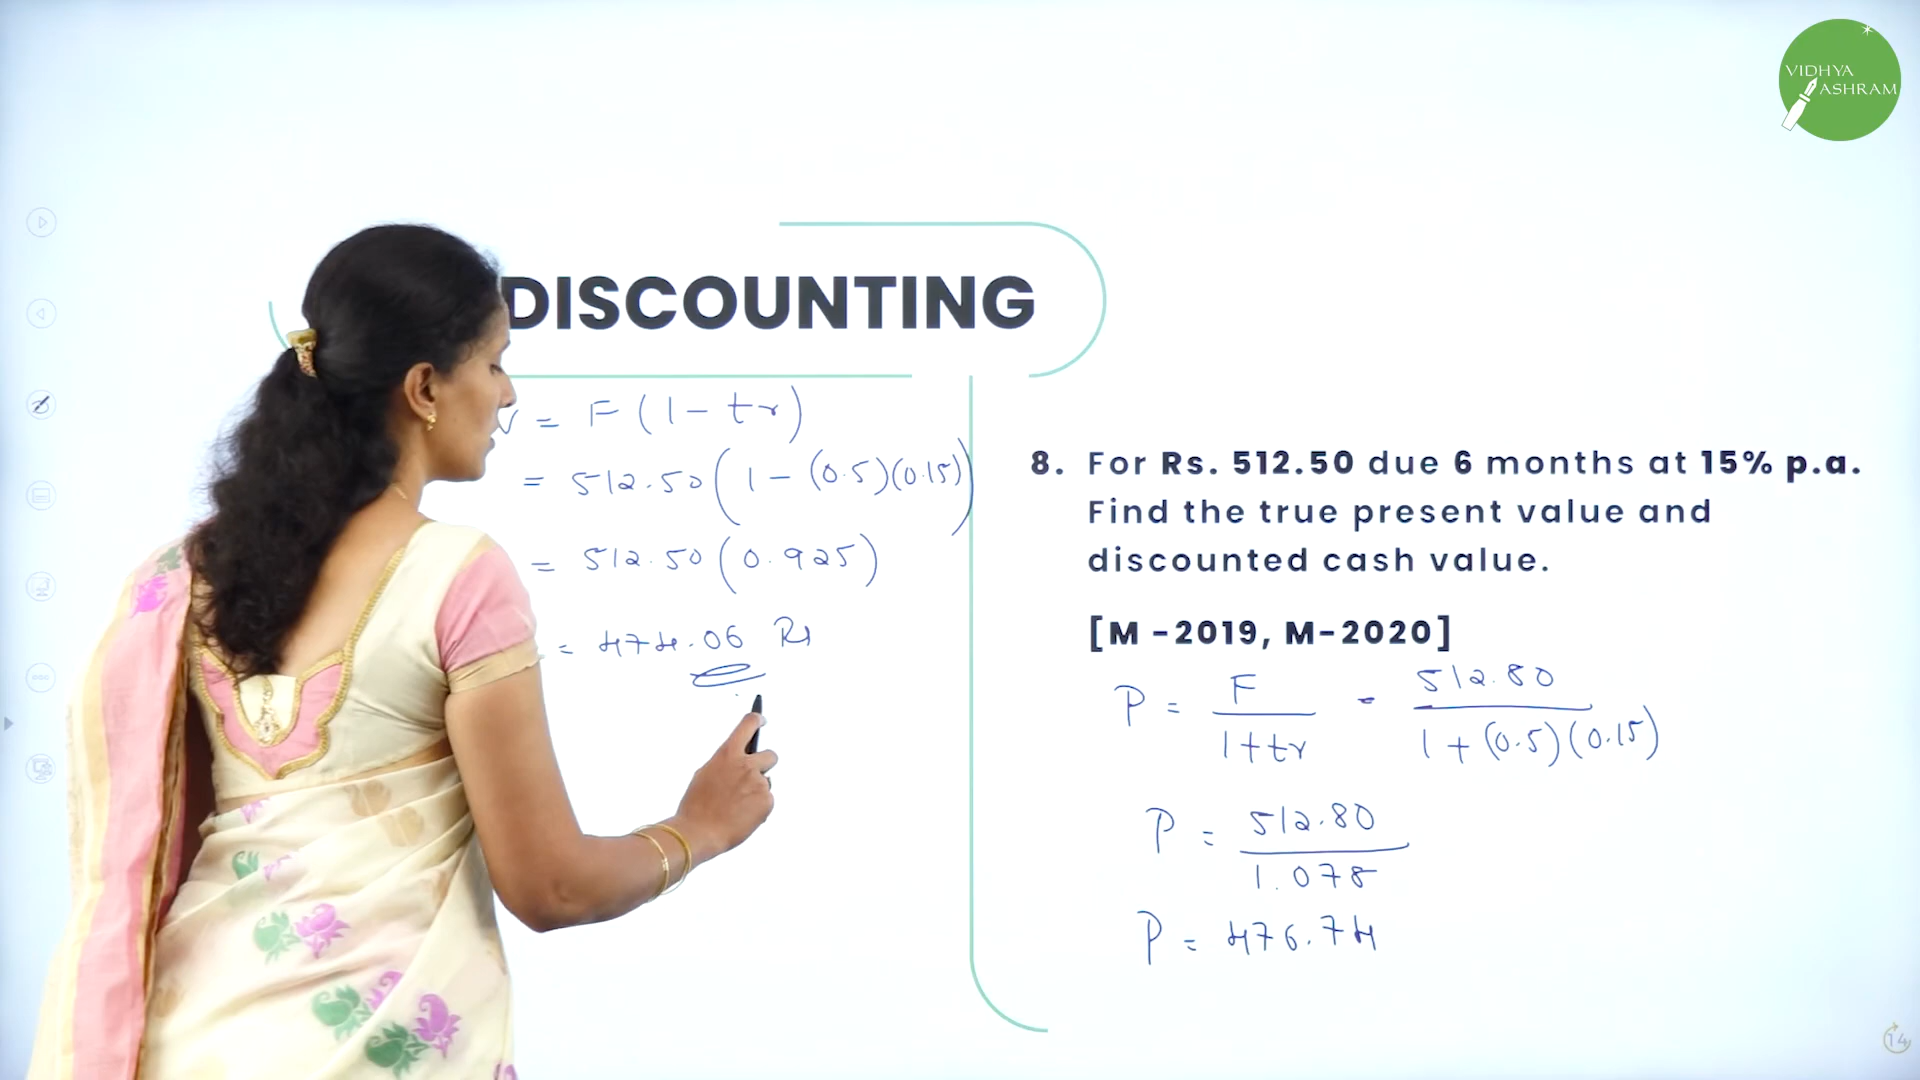 VIDHYA
ASHRAM
DISCOUNTING
= F (1 - tr)
= 512.50 (1 - (0.5)(0.15))
= 512.50 (0.925)
= 474.06 Rs
8. For Rs. 512.50 due 6 months at 15% p.a.
Find the true present value and
discounted cash value.
[M -2019, M-2020]
P = F / 1+tr = 512.80 / 1 + (0.5)(0.15)
P = 512.80 / 1.078
P = 476.74
14